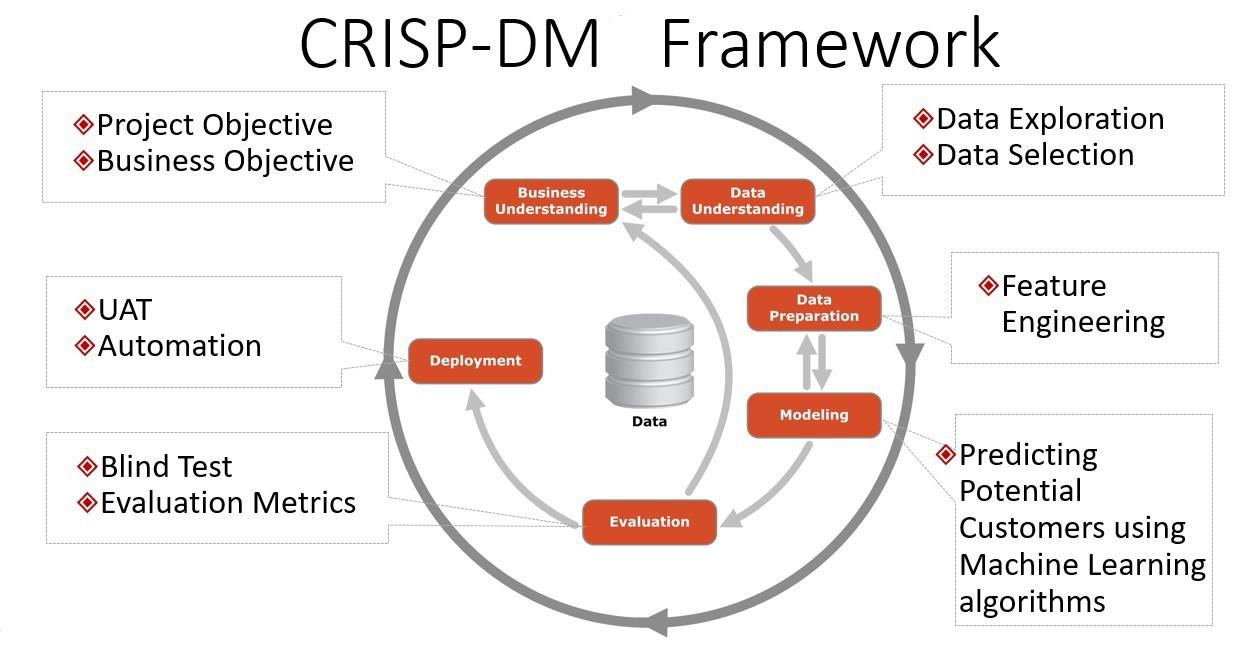 CRISP-DM Framework
Project Objective
Business Objective
Data Exploration
Data Selection
Business
Understanding
Data
Understanding
Feature
Engineering
Data
Preparation
UAT
Automation
Deployment
Data
Modeling
Predicting
Potential
Customers using
Machine Learning
algorithms
Blind Test
Evaluation Metrics
Evaluation